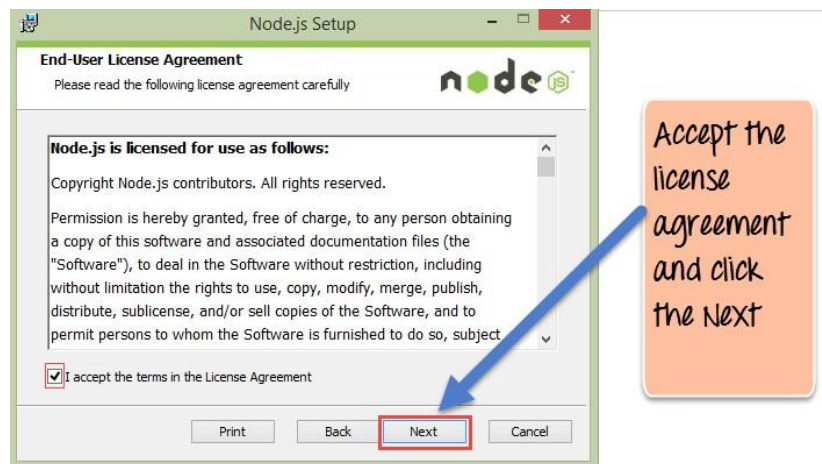 Node.js Setup
End-User License Agreement
Please read the following license agreement carefully
node JS
Node.js is licensed for use as follows:
Copyright Node.js contributors. All rights reserved.
Permission is hereby granted, free of charge, to any person obtaining
a copy of this software and associated documentation files (the
"Software"), to deal in the Software without restriction, including
without limitation the rights to use, copy, modify, merge, publish,
distribute, sublicense, and/or sell copies of the Software, and to
permit persons to whom the Software is furnished to do so, subject
I accept the terms in the License Agreement
Print Back Next Cancel
Accept the
license
agreement
and click
the Next